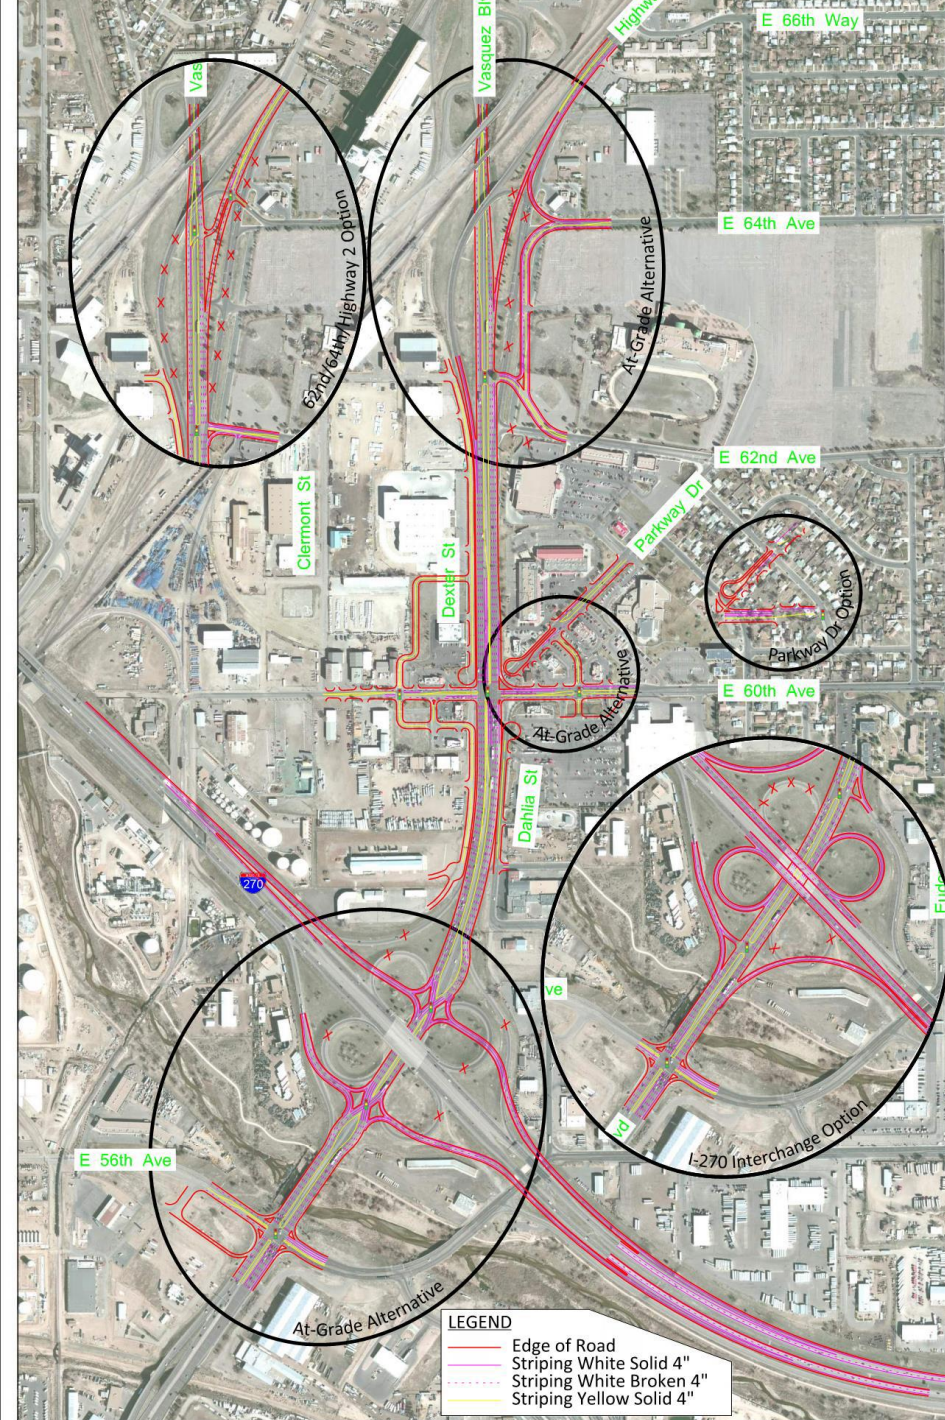 E 66th Way
Vasquez Bl
Highw
Vas
E 64th Ave
62nd/64th/Highway 2 Option
At-Grade Alternative
E 62nd Ave
Clermont St
Parkway Dr
Dexter St
Parkway Dr Option
At-Grade Alternative
E 60th Ave
Dahlia St
270
ve
E 56th Ave
vd
I-270 Interchange Option
At-Grade Alternative
LEGEND
Edge of Road
Striping White Solid 4"
Striping White Broken 4"
Striping Yellow Solid 4"